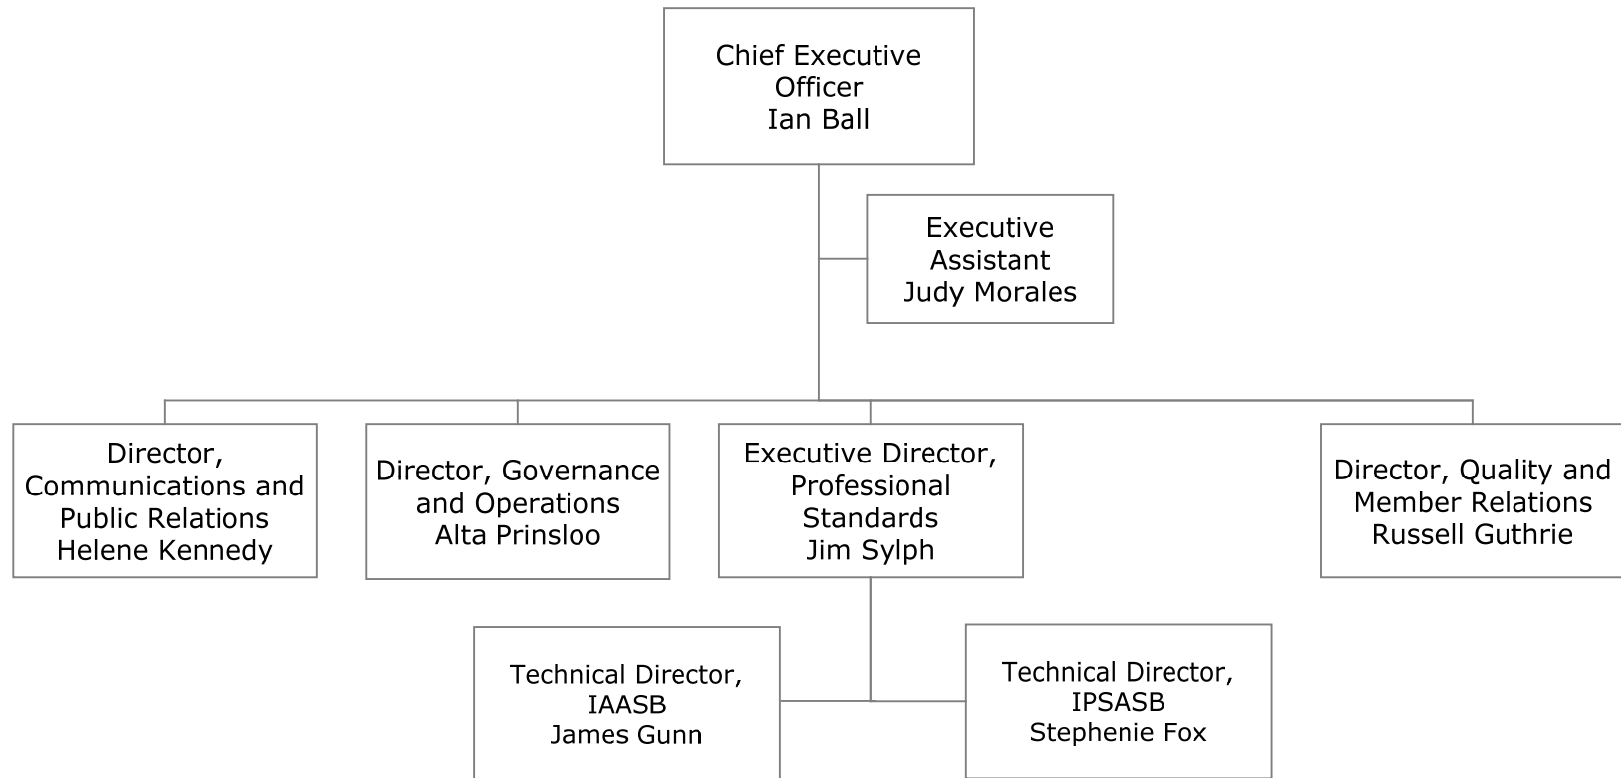 Chief Executive
Officer
Ian Ball
Executive
Assistant
Judy Morales
Director,
Communications and
Public Relations
Helene Kennedy
Director, Governance
and Operations
Alta Prinsloo
Executive Director,
Professional
Standards
Jim Sylph
Director, Quality and
Member Relations
Russell Guthrie
Technical Director,
IAASB
James Gunn
Technical Director,
IPSASB
Stephenie Fox